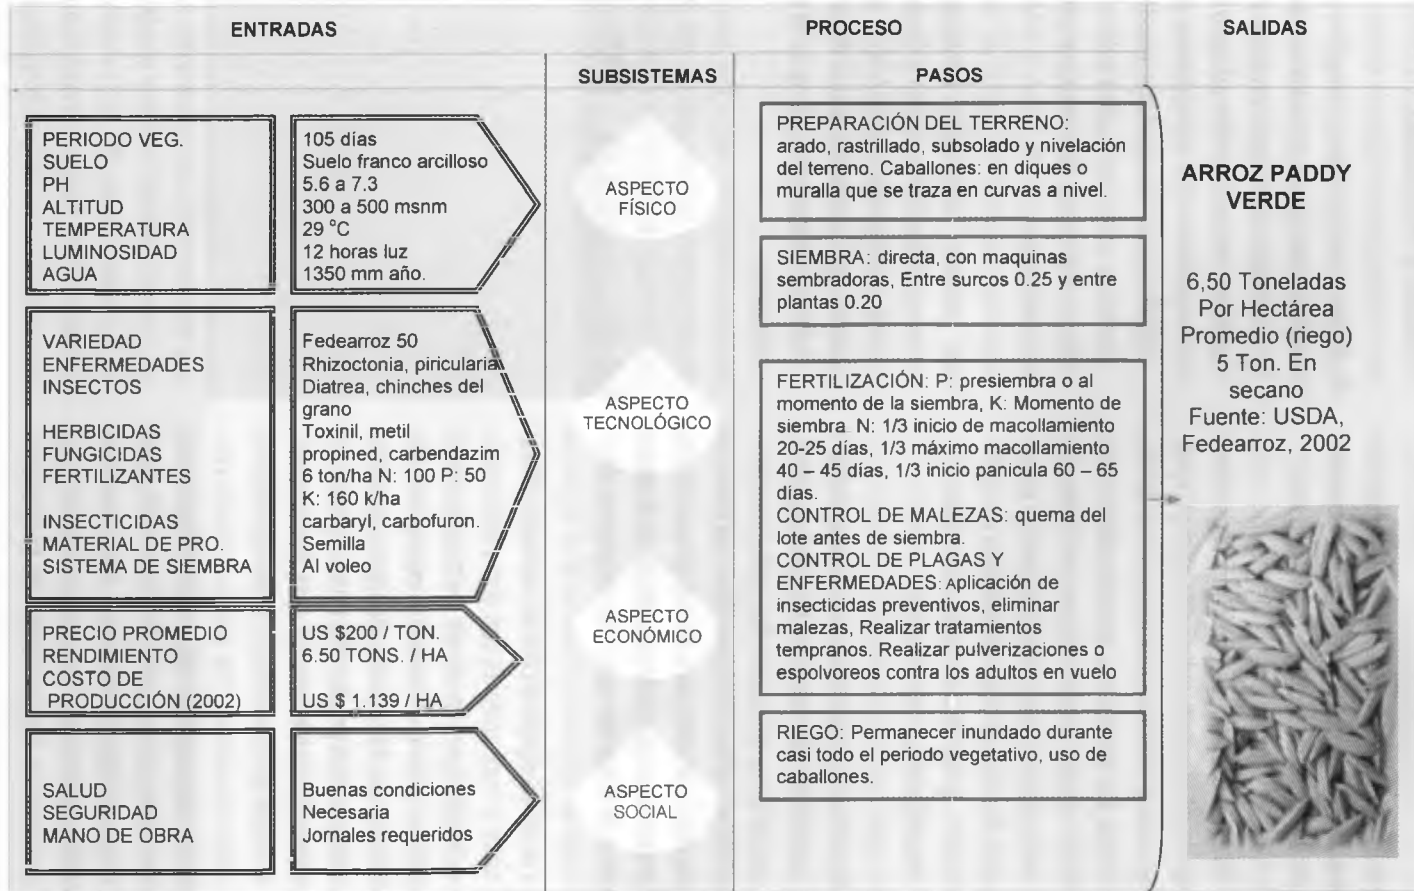 ENTRADAS
PROCESO
SALIDAS
SUBSISTEMAS
PASOS
PERIODO VEG.
SUELO
PH
ALTITUD
TEMPERATURA
LUMINOSIDAD
AGUA
105 días
Suelo franco arcilloso
5.6 a 7.3
300 a 500 msnm
29 °C
12 horas luz
1350 mm año.
VARIEDAD
ENFERMEDADES
INSECTOS
HERBICIDAS
FUNGICIDAS
FERTILIZANTES
INSECTICIDAS
MATERIAL DE PRO.
SISTEMA DE SIEMBRA
Fedearroz 50
Rhizoctonia, piricularia
Diatrea, chinches del
grano
Toxinil, metil
propined, carbendazim
6 ton/ha N: 100 P: 50
K: 160 k/ha
carbaryl, carbofuron.
Semilla
Al voleo
PRECIO PROMEDIO
RENDIMIENTO
COSTO DE
PRODUCCIÓN (2002)
US $200 / TON.
6.50 TONS. / HA
US $ 1.139 / HA
SALUD
SEGURIDAD
MANO DE OBRA
Buenas condiciones
Necesaria
Jornales requeridos
ASPECTO
FÍSICO
ASPECTO
TECNOLÓGICO
ASPECTO
ECONÓMICO
ASPECTO
SOCIAL
PREPARACIÓN DEL TERRENO:
arado, rastrillado, subsolado y nivelación
del terreno. Caballones: en diques o
muralla que se traza en curvas a nivel.
SIEMBRA: directa, con maquinas
sembradoras, Entre surcos 0.25 y entre
plantas 0.20
FERTILIZACIÓN: P: presiembra o al
momento de la siembra, K: Momento de
siembra. N: 1/3 inicio de macollamiento
20-25 días, 1/3 máximo macollamiento
40 – 45 días, 1/3 inicio panicula 60 – 65
días.
CONTROL DE MALEZAS: quema del
lote antes de siembra.
CONTROL DE PLAGAS Y
ENFERMEDADES: Aplicación de
insecticidas preventivos, eliminar
malezas, Realizar tratamientos
tempranos. Realizar pulverizaciones o
espolvoreos contra los adultos en vuelo
RIEGO: Permanecer inundado durante
casi todo el periodo vegetativo, uso de
caballones.
ARROZ PADDY
VERDE
6,50 Toneladas
Por Hectárea
Promedio (riego)
5 Ton. En
secano
Fuente: USDA,
Fedearroz, 2002